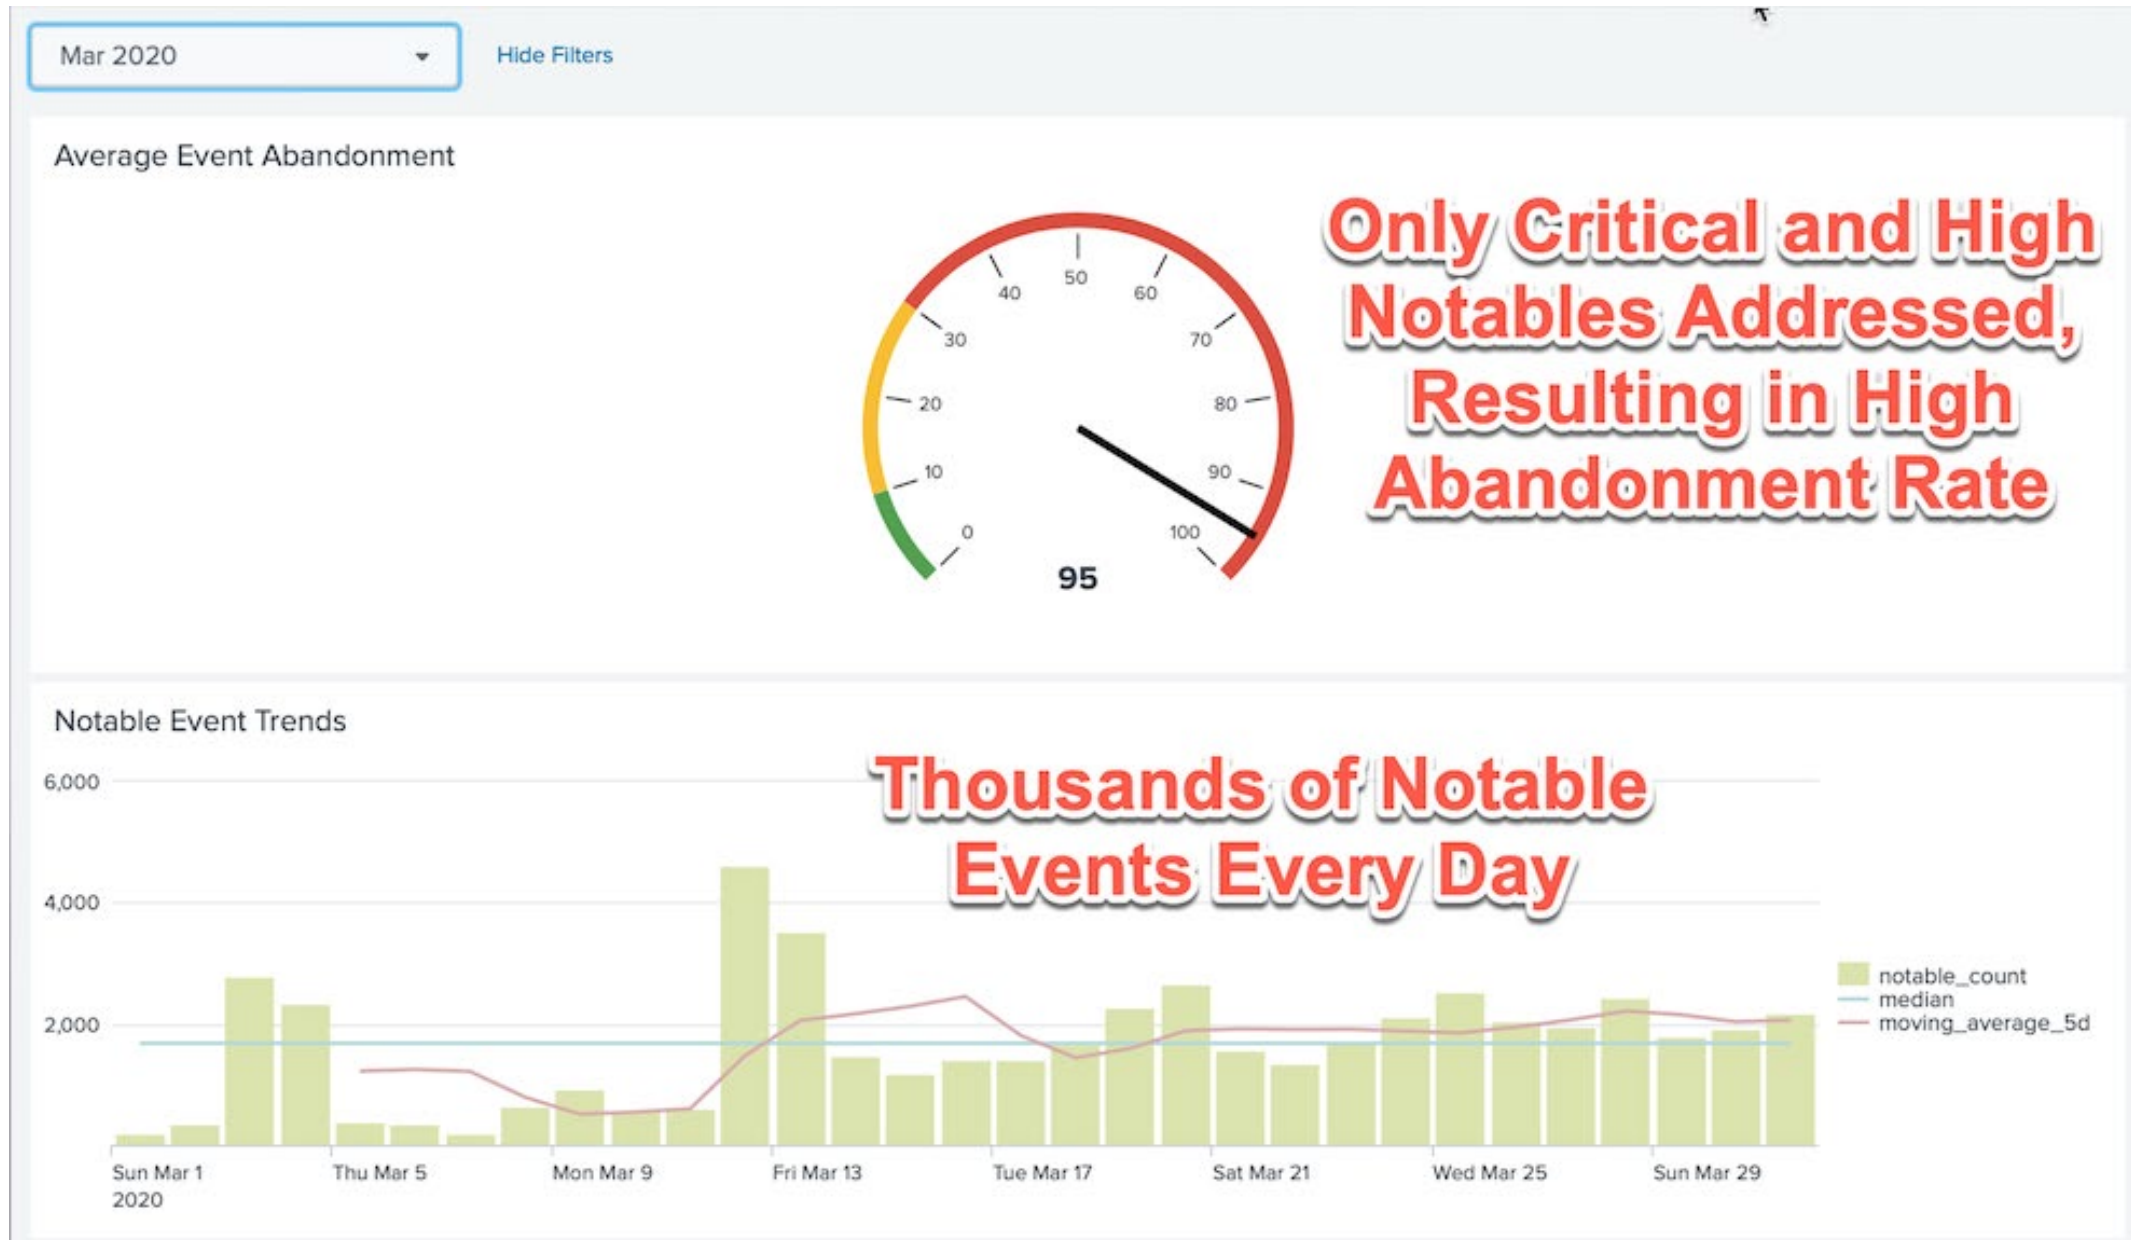 Mar 2020
Hide Filters
Average Event Abandonment
Only Critical and High
Notables Addressed,
Resulting in High
Abandonment Rate
0
10
20
30
40
50
60
70
80
90
100
95
Notable Event Trends
Thousands of Notable
Events Every Day
6,000
4,000
2,000
notable_count
median
moving_average_5d
Sun Mar 1
2020
Thu Mar 5
Mon Mar 9
Fri Mar 13
Tue Mar 17
Sat Mar 21
Wed Mar 25
Sun Mar 29